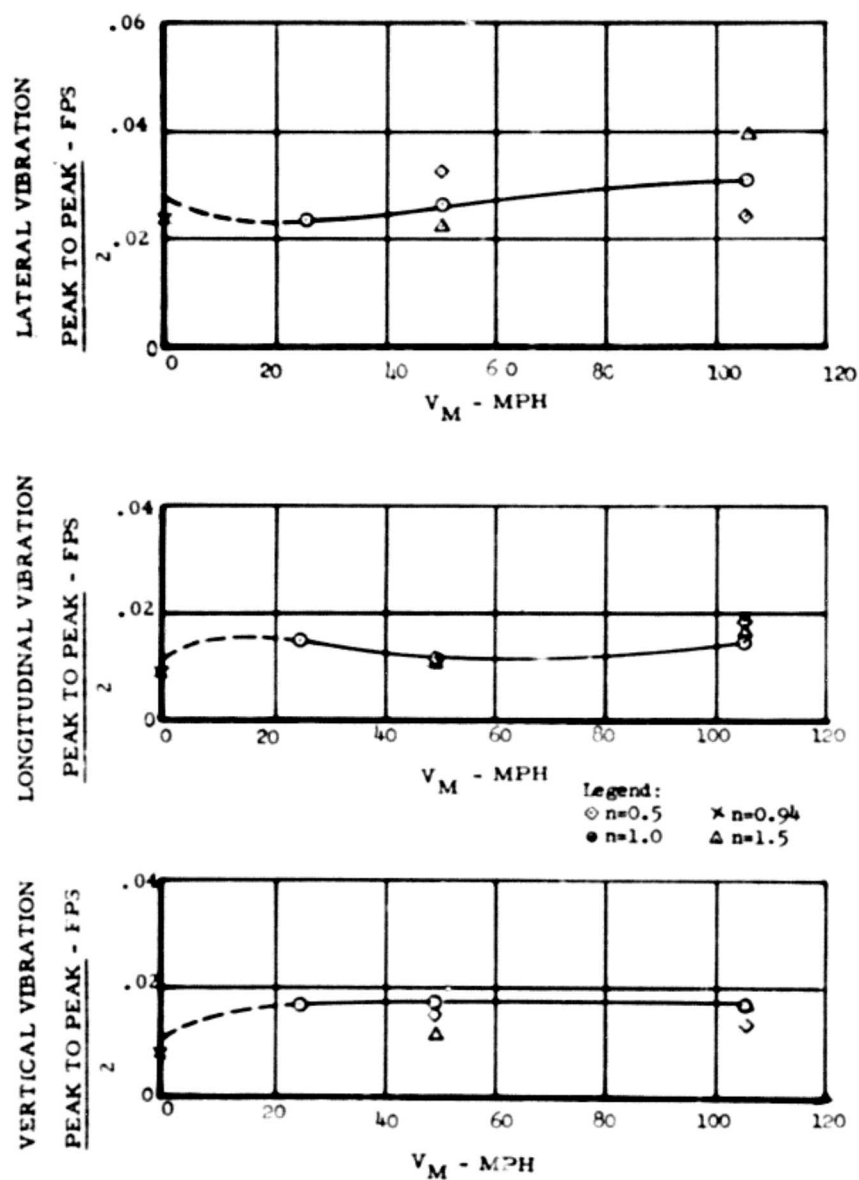 LATERAL VIBRATION
PEAK TO PEAK - FPS
2
.06
.04
.02
0
0 20 40 60 80 100 120
V_M - MPH
LONGITUDINAL VIBRATION
PEAK TO PEAK - FPS
2
.04
.02
0
0 20 40 60 80 100 120
V_M - MPH
Legend:
◇ n=0.5 × n=0.94
● n=1.0 △ n=1.5
VERTICAL VIBRATION
PEAK TO PEAK - FPS
2
.04
0.02
0
0 20 40 60 80 100 120
V_M - MPH